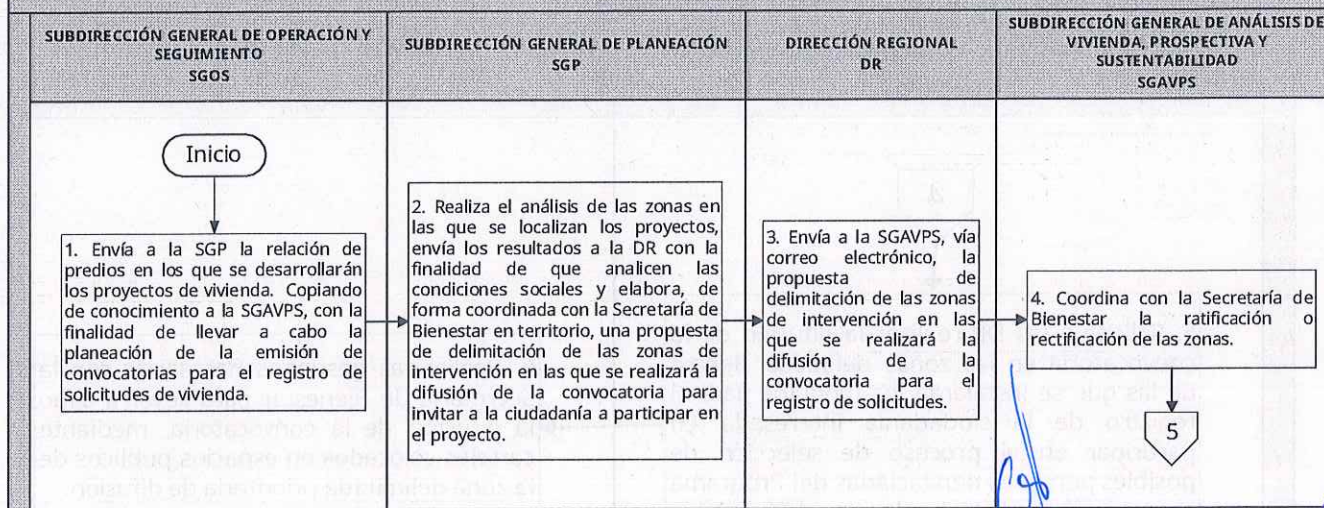 SUBDIRECCIÓN GENERAL DE OPERACIÓN Y
SEGUIMIENTO
SGOS
SUBDIRECCIÓN GENERAL DE PLANEACIÓN
SGP
DIRECCIÓN REGIONAL
DR
SUBDIRECCIÓN GENERAL DE ANÁLISIS DE
VIVIENDA, PROSPECTIVA Y
SUSTENTABILIDAD
SGAVPS
Inicio
1. Envía a la SGP la relación de
predios en los que se desarrollarán
los proyectos de vivienda. Copiando
de conocimiento a la SGAVPS, con la
finalidad de llevar a cabo la
planeación de la emisión de
convocatorias para el registro de
solicitudes de vivienda.
2. Realiza el análisis de las zonas en
las que se localizan los proyectos,
envía los resultados a la DR con la
finalidad de que analicen las
condiciones sociales y elabora, de
forma coordinada con la Secretaría de
Bienestar en territorio, una propuesta
de delimitación de las zonas de
intervención en las que se realizará la
difusión de la convocatoria para
invitar a la ciudadanía a participar en
el proyecto.
3. Envía a la SGAVPS, vía
correo electrónico, la
propuesta de
delimitación de las zonas
de intervención en las
que se realizará la
difusión de la
convocatoria para el
registro de solicitudes.
4. Coordina con la Secretaría de
Bienestar la ratificación o
rectificación de las zonas.
5